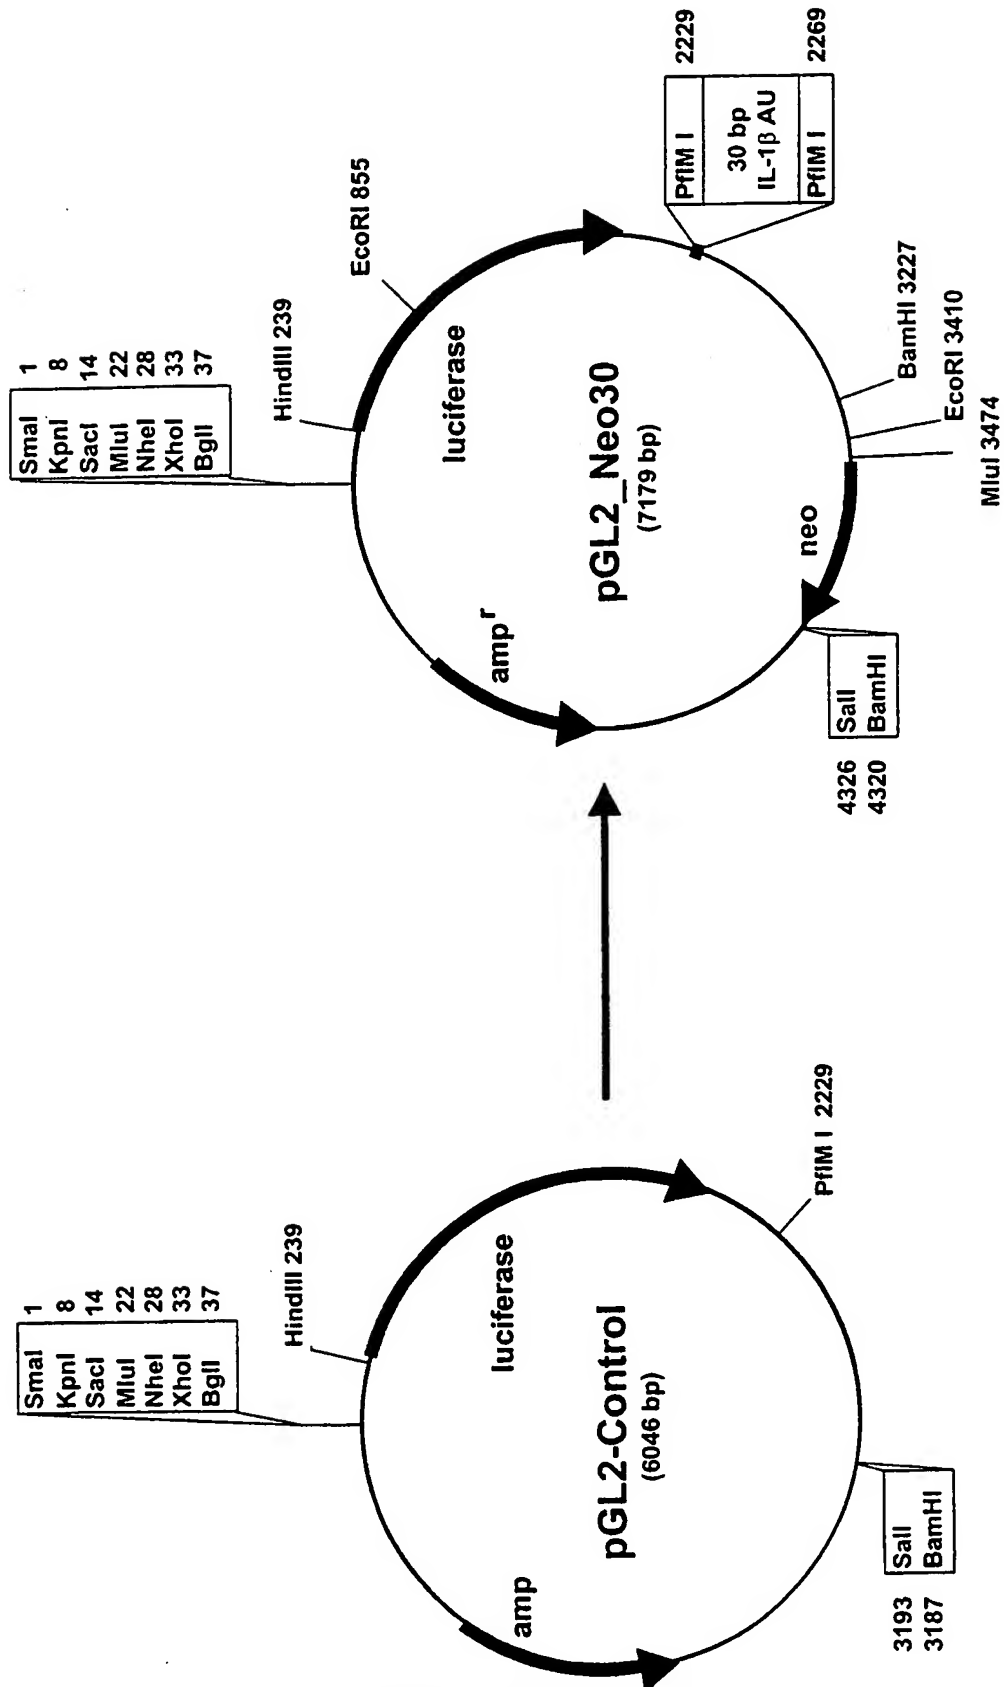 SmaI 1
KpnI 8
SacI 14
MluI 22
NheI 28
XhoI 33
BglI 37
HindIII 239
luciferase
amp
pGL2-Control
(6046 bp)
PflM I 2229
3193 SalI
3187 BamHI
SmaI 1
KpnI 8
SacI 14
MluI 22
NheI 28
XhoI 33
BglI 37
HindIII 239
EcoRI 855
luciferase
amp r
pGL2_Neo30
(7179 bp)
PflM I 2229
30 bp
IL-1β AU
PflM I 2269
neo
BamHI 3227
EcoRI 3410
MluI 3474
4326 SalI
4320 BamHI